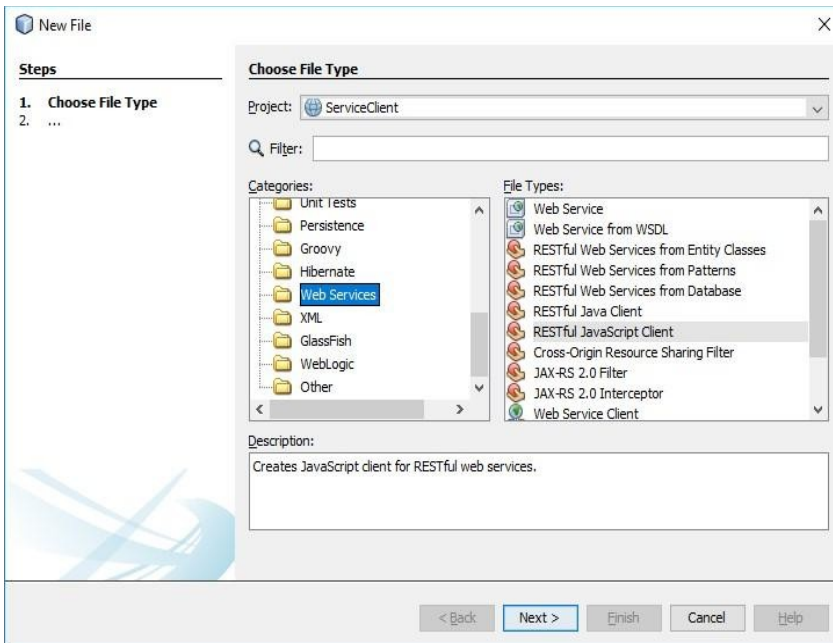 New File
Steps
1. Choose File Type
2. ...
Choose File Type
Project: ServiceClient
Filter:
Categories:
Unit Tests
Persistence
Groovy
Hibernate
Web Services
XML
GlassFish
WebLogic
Other
File Types:
Web Service
Web Service from WSDL
RESTful Web Services from Entity Classes
RESTful Web Services from Patterns
RESTful Web Services from Database
RESTful Java Client
RESTful JavaScript Client
Cross-Origin Resource Sharing Filter
JAX-RS 2.0 Filter
JAX-RS 2.0 Interceptor
Web Service Client
Description:
Creates JavaScript client for RESTful web services.
< Back Next > Finish Cancel Help